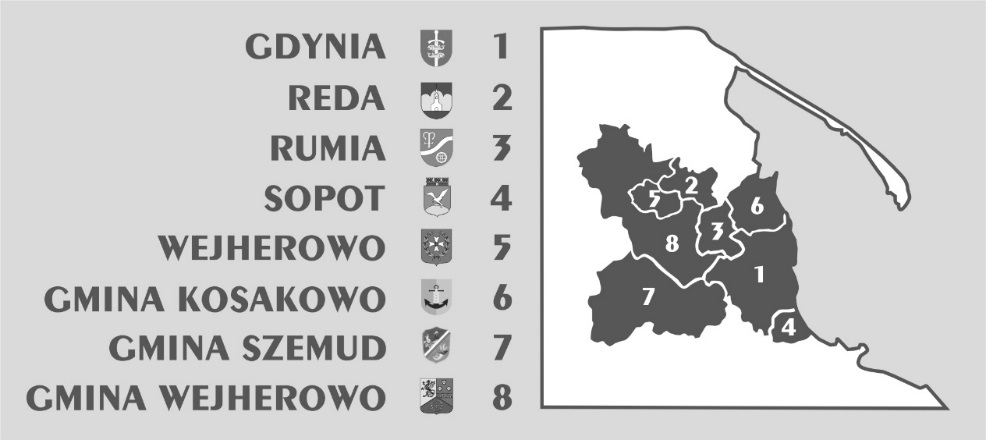 GDYNIA 1
REDA 2
RUMIA 3
SOPOT 4
WEJHEROWO 5
GMINA KOSAKOWO 6
GMINA SZEMUD 7
GMINA WEJHEROWO 8
2
5
6
3
8
1
7
4